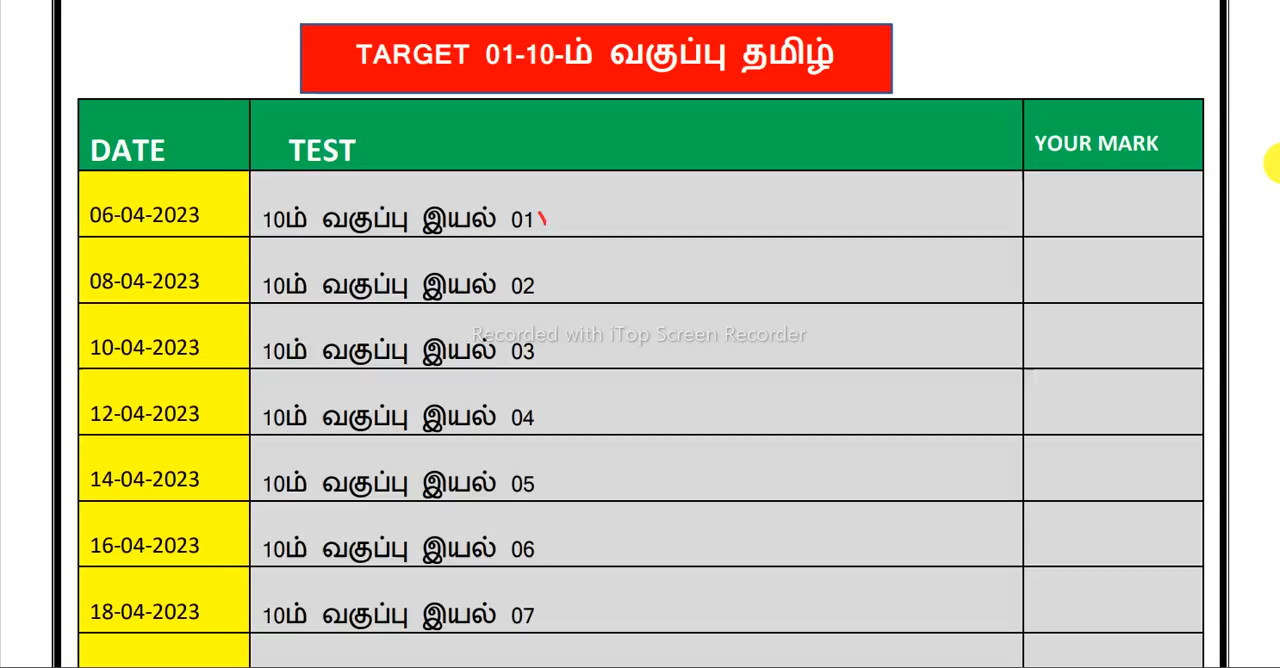 TARGET 01-10-ம் வகுப்பு தமிழ்
DATE TEST YOUR MARK
06-04-2023 10ம் வகுப்பு இயல் 01
08-04-2023 10ம் வகுப்பு இயல் 02
Recorded with iTop Screen Recorder
10-04-2023 10ம் வகுப்பு இயல் 03
12-04-2023 10ம் வகுப்பு இயல் 04
14-04-2023 10ம் வகுப்பு இயல் 05
16-04-2023 10ம் வகுப்பு இயல் 06
18-04-2023 10ம் வகுப்பு இயல் 07